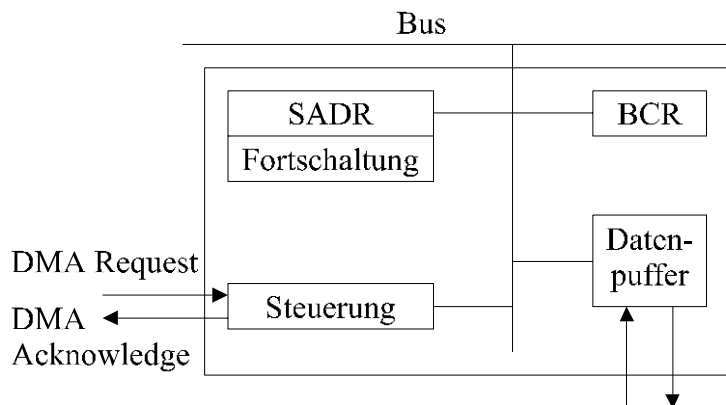 Bus
SADR
BCR
Fortschaltung
Daten-
puffer
DMA Request
Steuerung
DMA
Acknowledge